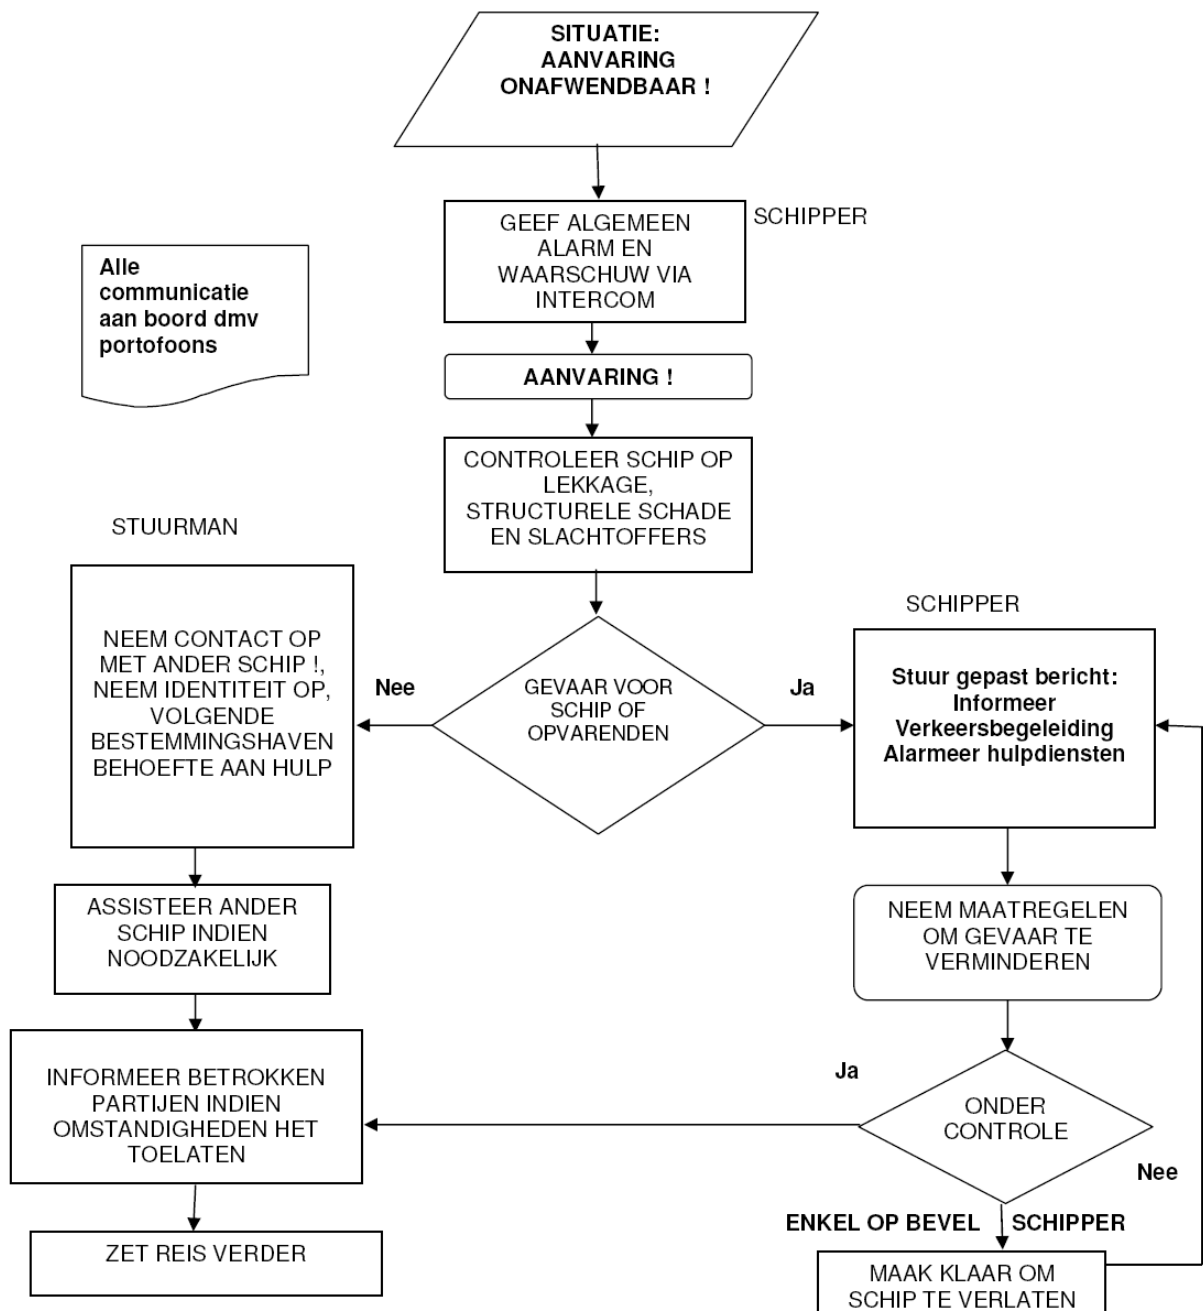 SITUATIE:
AANVARING
ONAFWENDBAAR !
GEEF ALGEMEEN
ALARM EN
WAARSCHUW VIA
INTERCOM
SCHIPPER
Alle
communicatie
aan boord dmv
portofoons
AANVARING !
CONTROLEER SCHIP OP
LEKKAGE,
STRUCTURELE SCHADE
EN SLACHTOFFERS
STUURMAN
NEEM CONTACT OP
MET ANDER SCHIP !,
NEEM IDENTITEIT OP,
VOLGENDE
BESTEMMINGSHAVEN
BEHOEFTE AAN HULP
Nee
GEVAAR VOOR
SCHIP OF
OPVARENDEN
Ja
SCHIPPER
Stuur gepast bericht:
Informeer
Verkeersbegeleiding
Alarmeer hulpdiensten
ASSISTEER ANDER
SCHIP INDIEN
NOODZAKELIJK
NEEM MAATREGELEN
OM GEVAAR TE
VERMINDEREN
INFORMEER BETROKKEN
PARTIJEN INDIEN
OMSTANDIGHEDEN HET
TOELATEN
Ja
ONDER
CONTROLE
Nee
ENKEL OP BEVEL SCHIPPER
ZET REIS VERDER
MAAK KLAAR OM
SCHIP TE VERLATEN